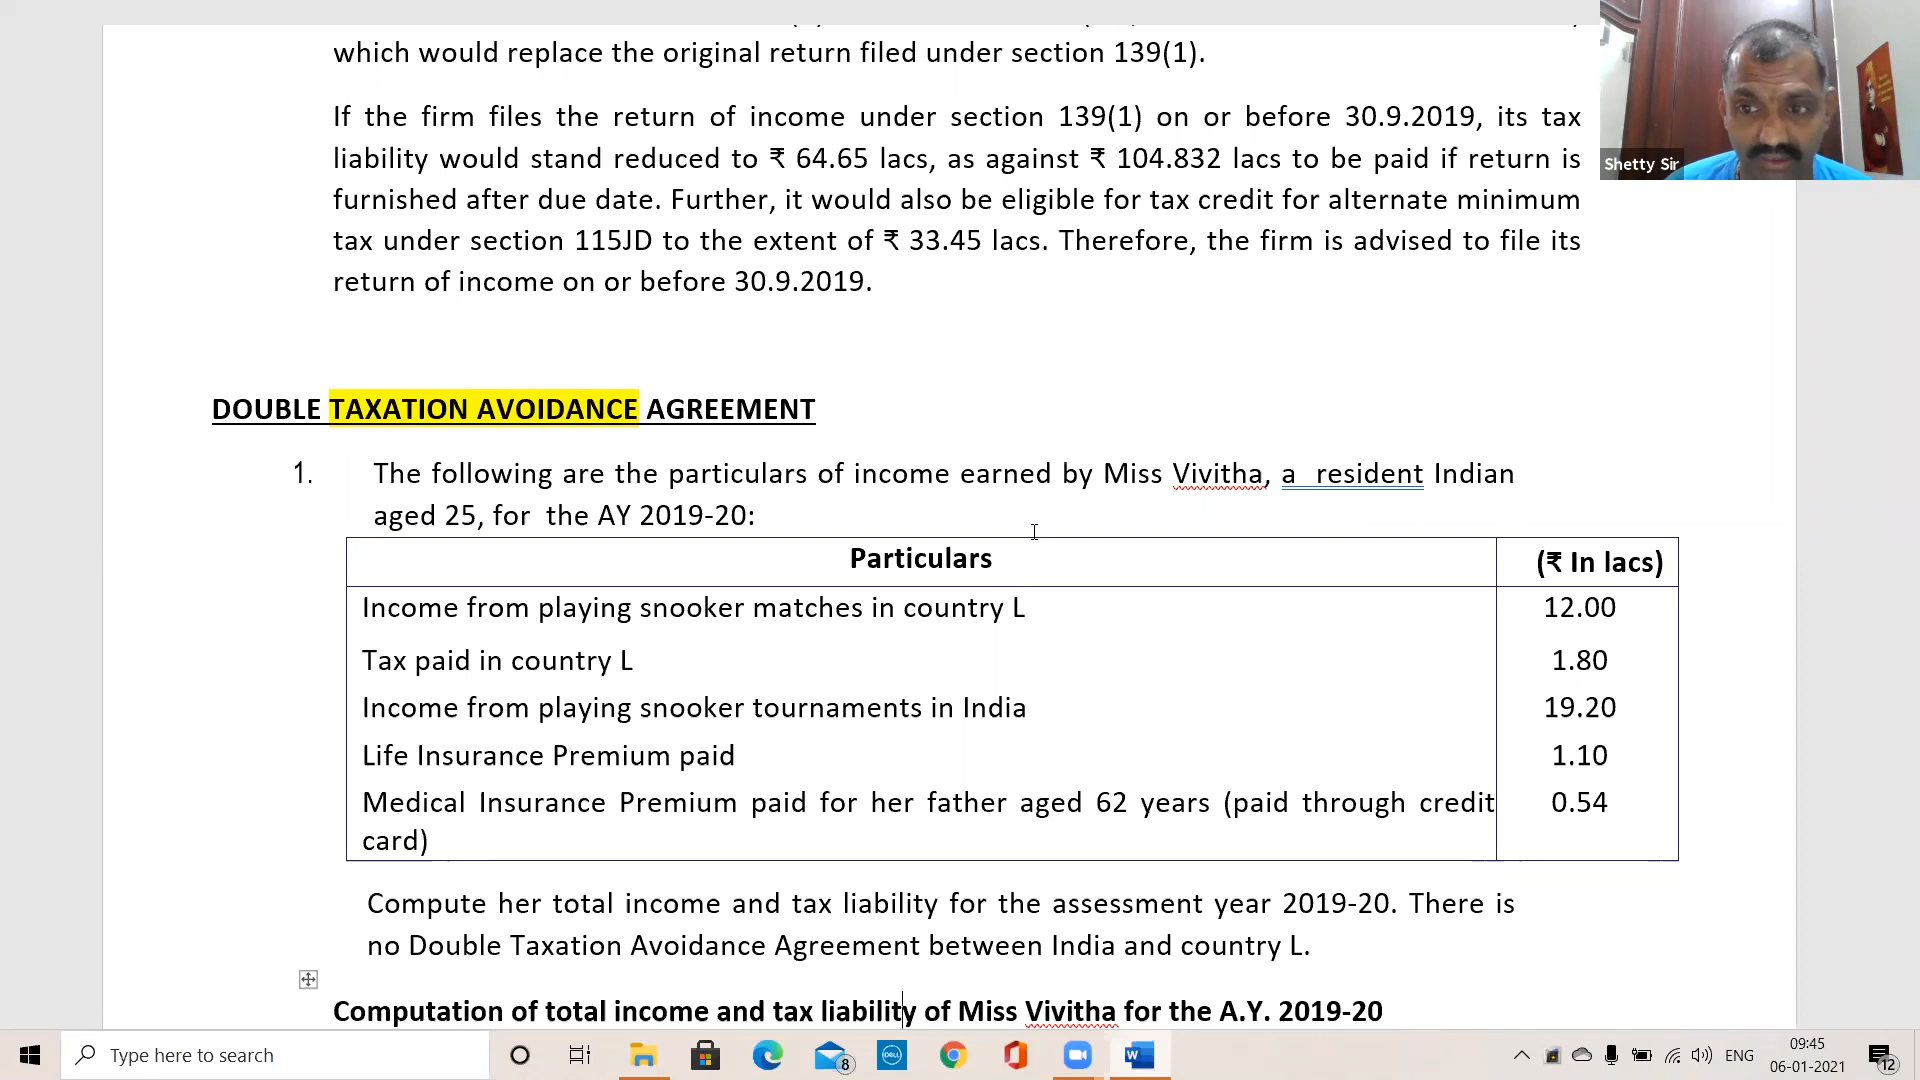 which would replace the original return filed under section 139(1).
If the firm files the return of income under section 139(1) on or before 30.9.2019, its tax
liability would stand reduced to ₹ 64.65 lacs, as against ₹ 104.832 lacs to be paid if return is
furnished after due date. Further, it would also be eligible for tax credit for alternate minimum
tax under section 115JD to the extent of ₹ 33.45 lacs. Therefore, the firm is advised to file its
return of income on or before 30.9.2019.
Shetty Sir
DOUBLE TAXATION AVOIDANCE AGREEMENT
1. The following are the particulars of income earned by Miss Vivitha, a resident Indian
aged 25, for the AY 2019-20:
Particulars (₹ In lacs)
Income from playing snooker matches in country L 12.00
Tax paid in country L 1.80
Income from playing snooker tournaments in India 19.20
Life Insurance Premium paid 1.10
Medical Insurance Premium paid for her father aged 62 years (paid through credit 0.54
card)
Compute her total income and tax liability for the assessment year 2019-20. There is
no Double Taxation Avoidance Agreement between India and country L.
Computation of total income and tax liability of Miss Vivitha for the A.Y. 2019-20
Type here to search
8
DELL
W
ENG
09:45
06-01-2021
12